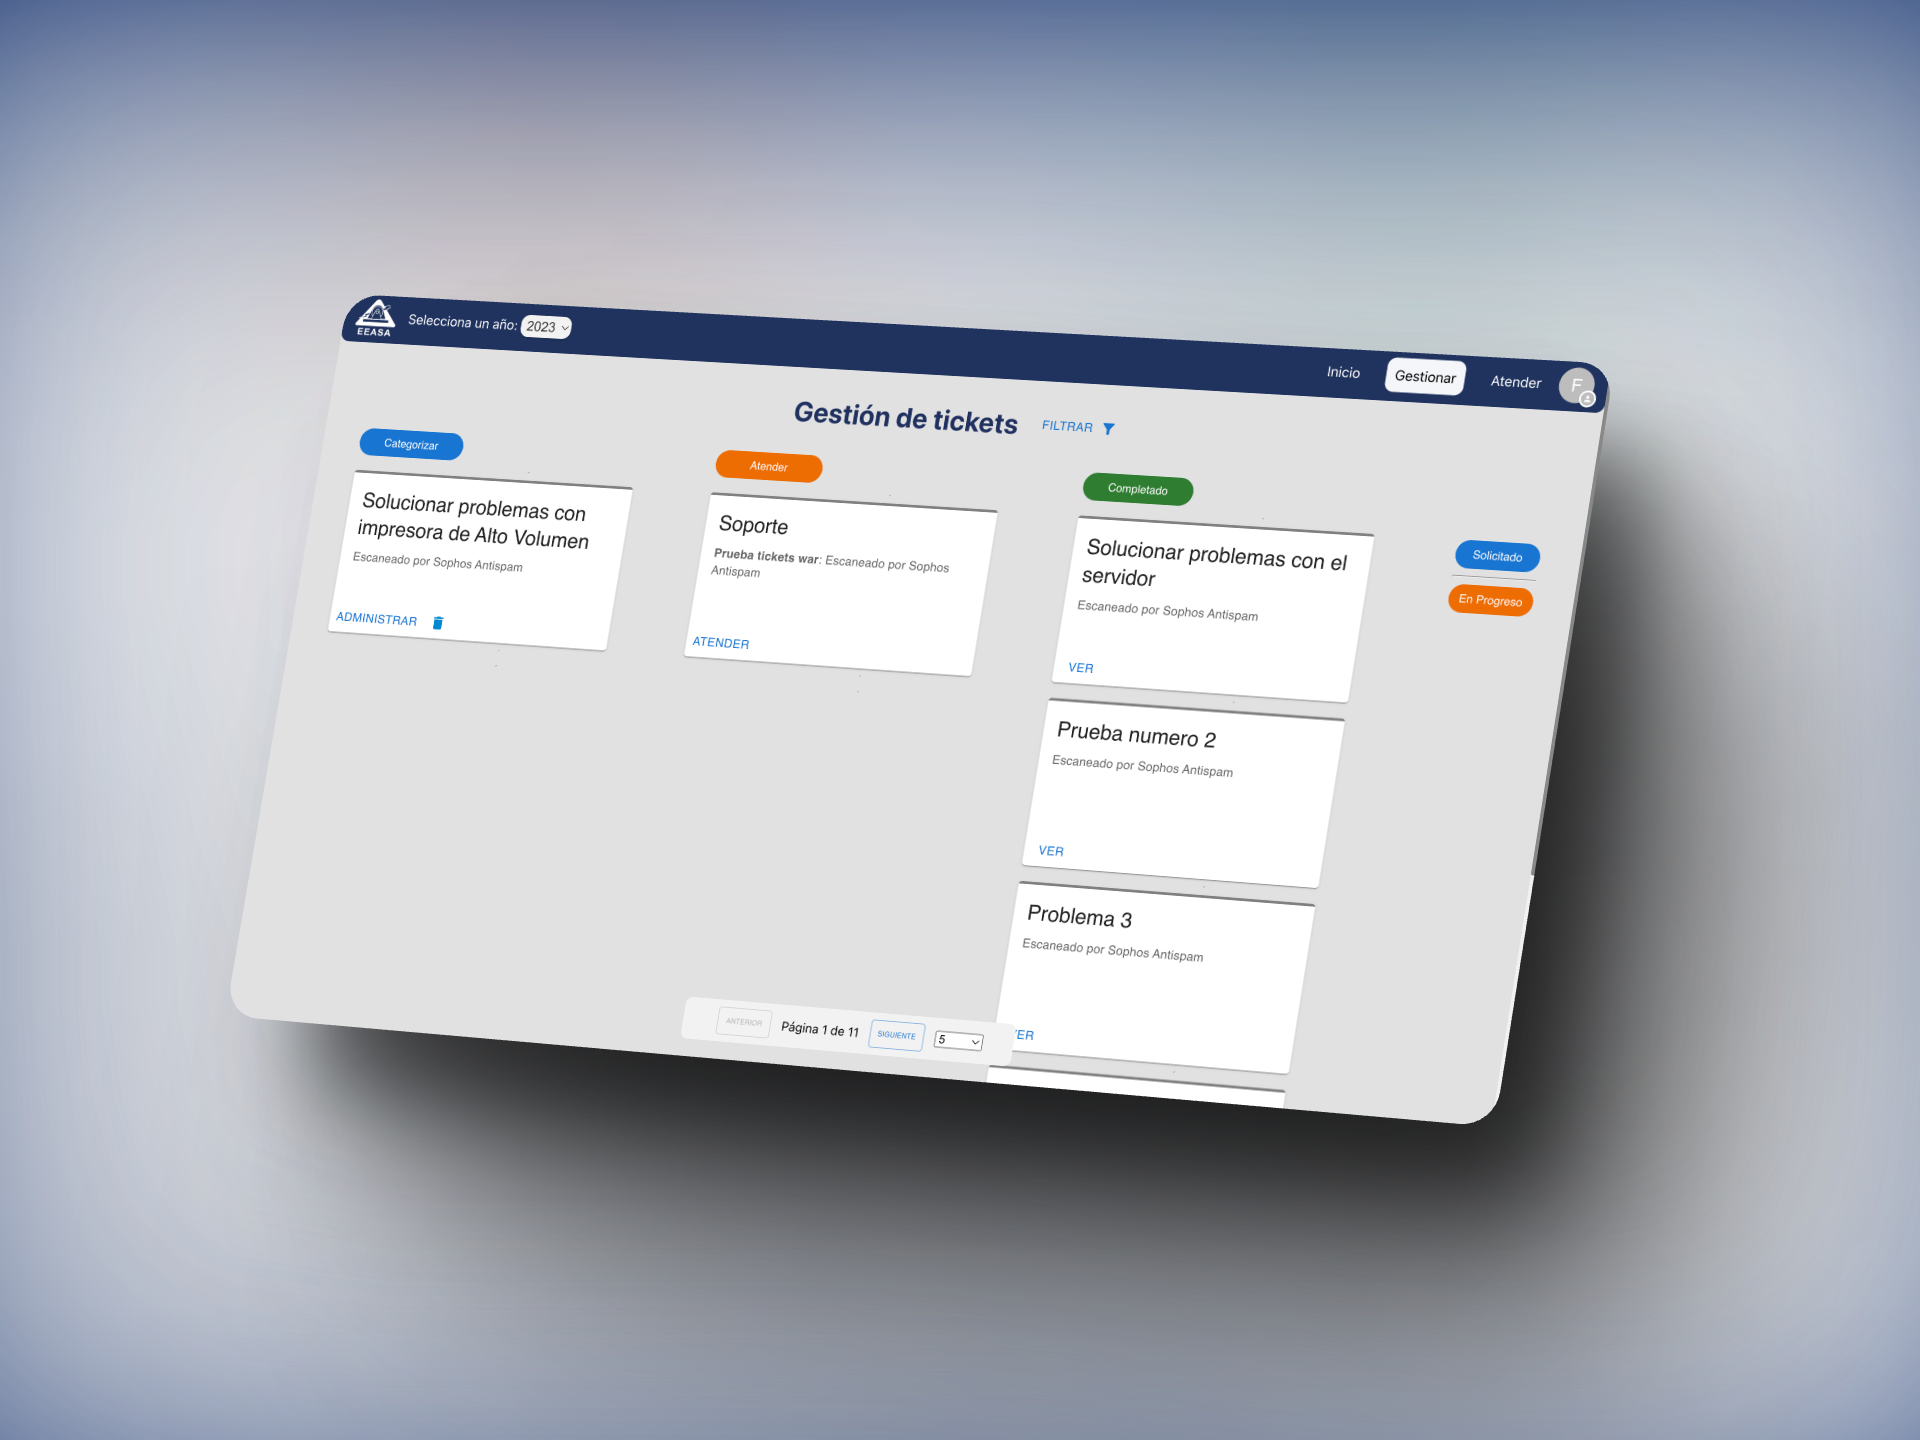 EEASA
Selecciona un año: 2023
Inicio
Gestionar
Atender
F
Gestión de tickets
FILTRAR
Categorizar
Solucionar problemas con
impresora de Alto Volumen
Escaneado por Sophos Antispam
ADMINISTRAR
Atender
Soporte
Prueba tickets war: Escaneado por Sophos
Antispam
ATENDER
Completado
Solucionar problemas con el
servidor
Escaneado por Sophos Antispam
VER
Prueba numero 2
Escaneado por Sophos Antispam
VER
Problema 3
Escaneado por Sophos Antispam
VER
Solicitado
En Progreso
ANTERIOR
Página 1 de 11
SIGUIENTE
5